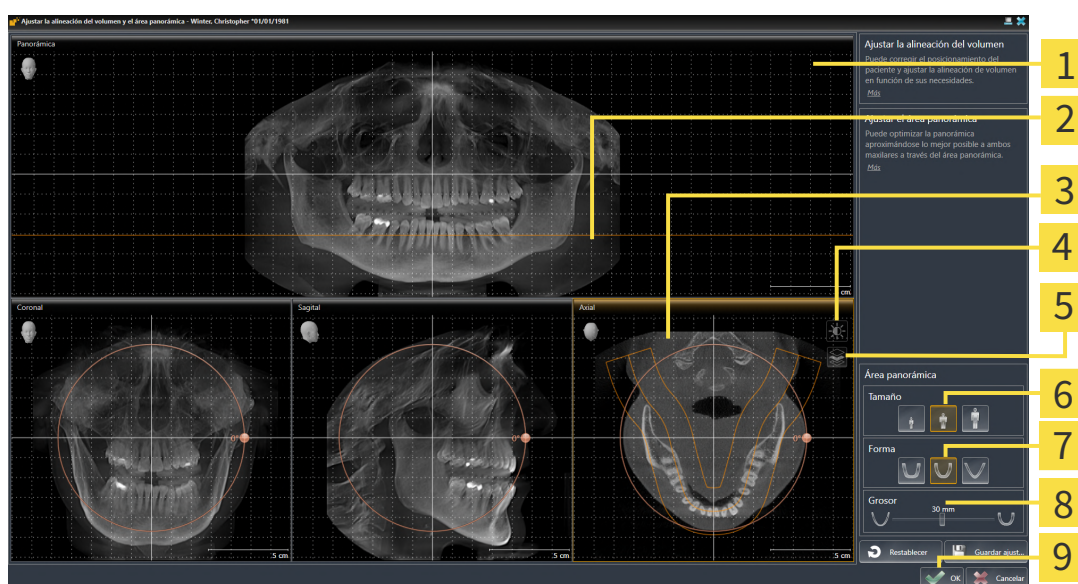 Ajustar la alineación del volumen y el área panorámica - Winter, Christopher *01/01/1981
Panorámica
cm
Ajustar la alineación del volumen
Puede corregir el posicionamiento del
paciente y ajustar la alineación de volumen
en función de sus necesidades.
Más
Ajustar el área panorámica
Puede optimizar la panorámica
aproximándose lo mejor posible a ambos
maxilares a través del área panorámica.
Más
Coronal
0°
.5 cm
Sagital
0°
.5 cm
Axial
0°
.5 cm
Área panorámica
Tamaño
Forma
Grosor
30 mm
Restablecer
Guardar ajust...
OK
Cancelar
1
2
3
4
5
6
7
8
9